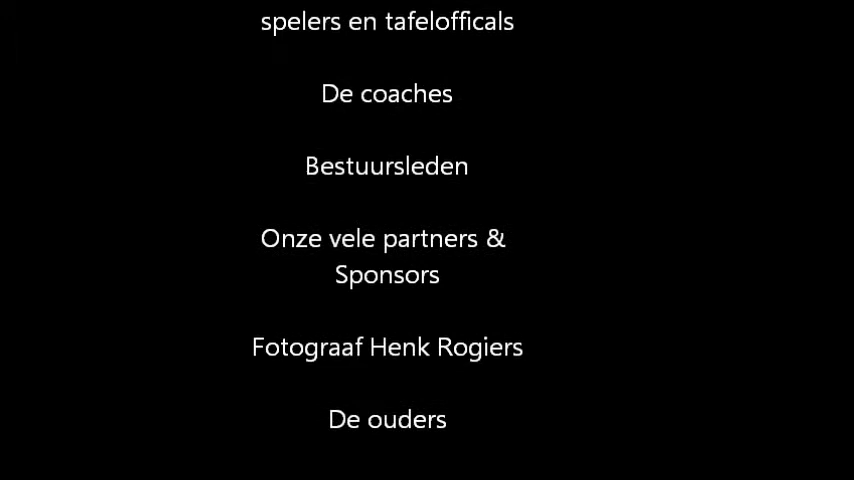 spelers en tafelofficals
De coaches
Bestuursleden
Onze vele partners &
Sponsors
Fotograaf Henk Rogiers
De ouders